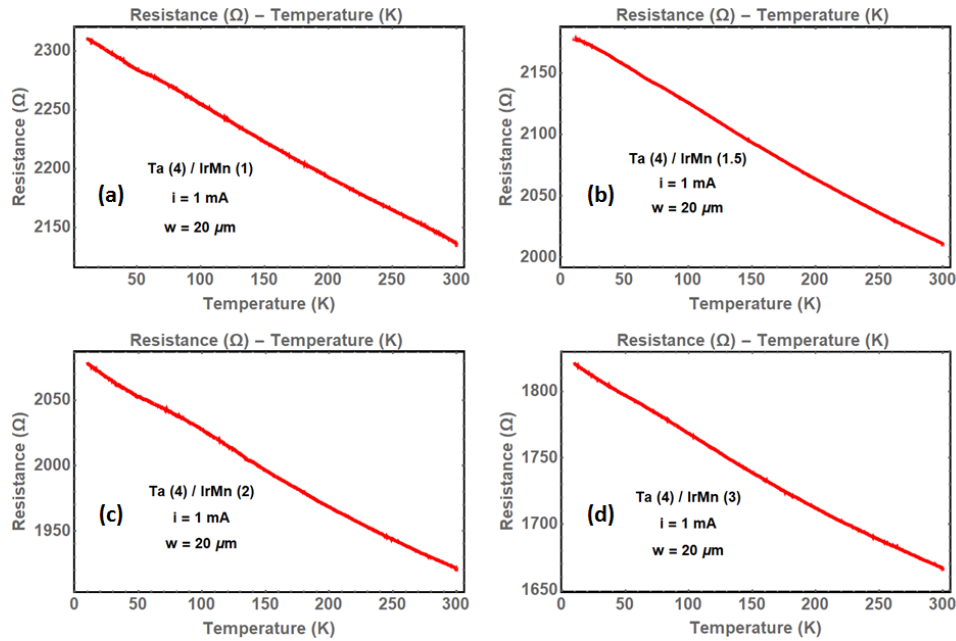 Resistance (Ω) – Temperature (K)
2300
2250
2200
2150
Resistance (Ω)
Ta (4) / IrMn (1)
(a)
i = 1 mA
w = 20 µm
0 50 100 150 200 250 300
Temperature (K)
Resistance (Ω) – Temperature (K)
2150
2100
2050
2000
Resistance (Ω)
Ta (4) / IrMn (1.5)
(b)
i = 1 mA
w = 20 µm
0 50 100 150 200 250 300
Temperature (K)
Resistance (Ω) – Temperature (K)
2050
2000
1950
Resistance (Ω)
Ta (4) / IrMn (2)
(c)
i = 1 mA
w = 20 µm
0 50 100 150 200 250 300
Temperature (K)
Resistance (Ω) – Temperature (K)
1800
1750
1700
1650
Resistance (Ω)
Ta (4) / IrMn (3)
(d)
i = 1 mA
w = 20 µm
0 50 100 150 200 250 300
Temperature (K)